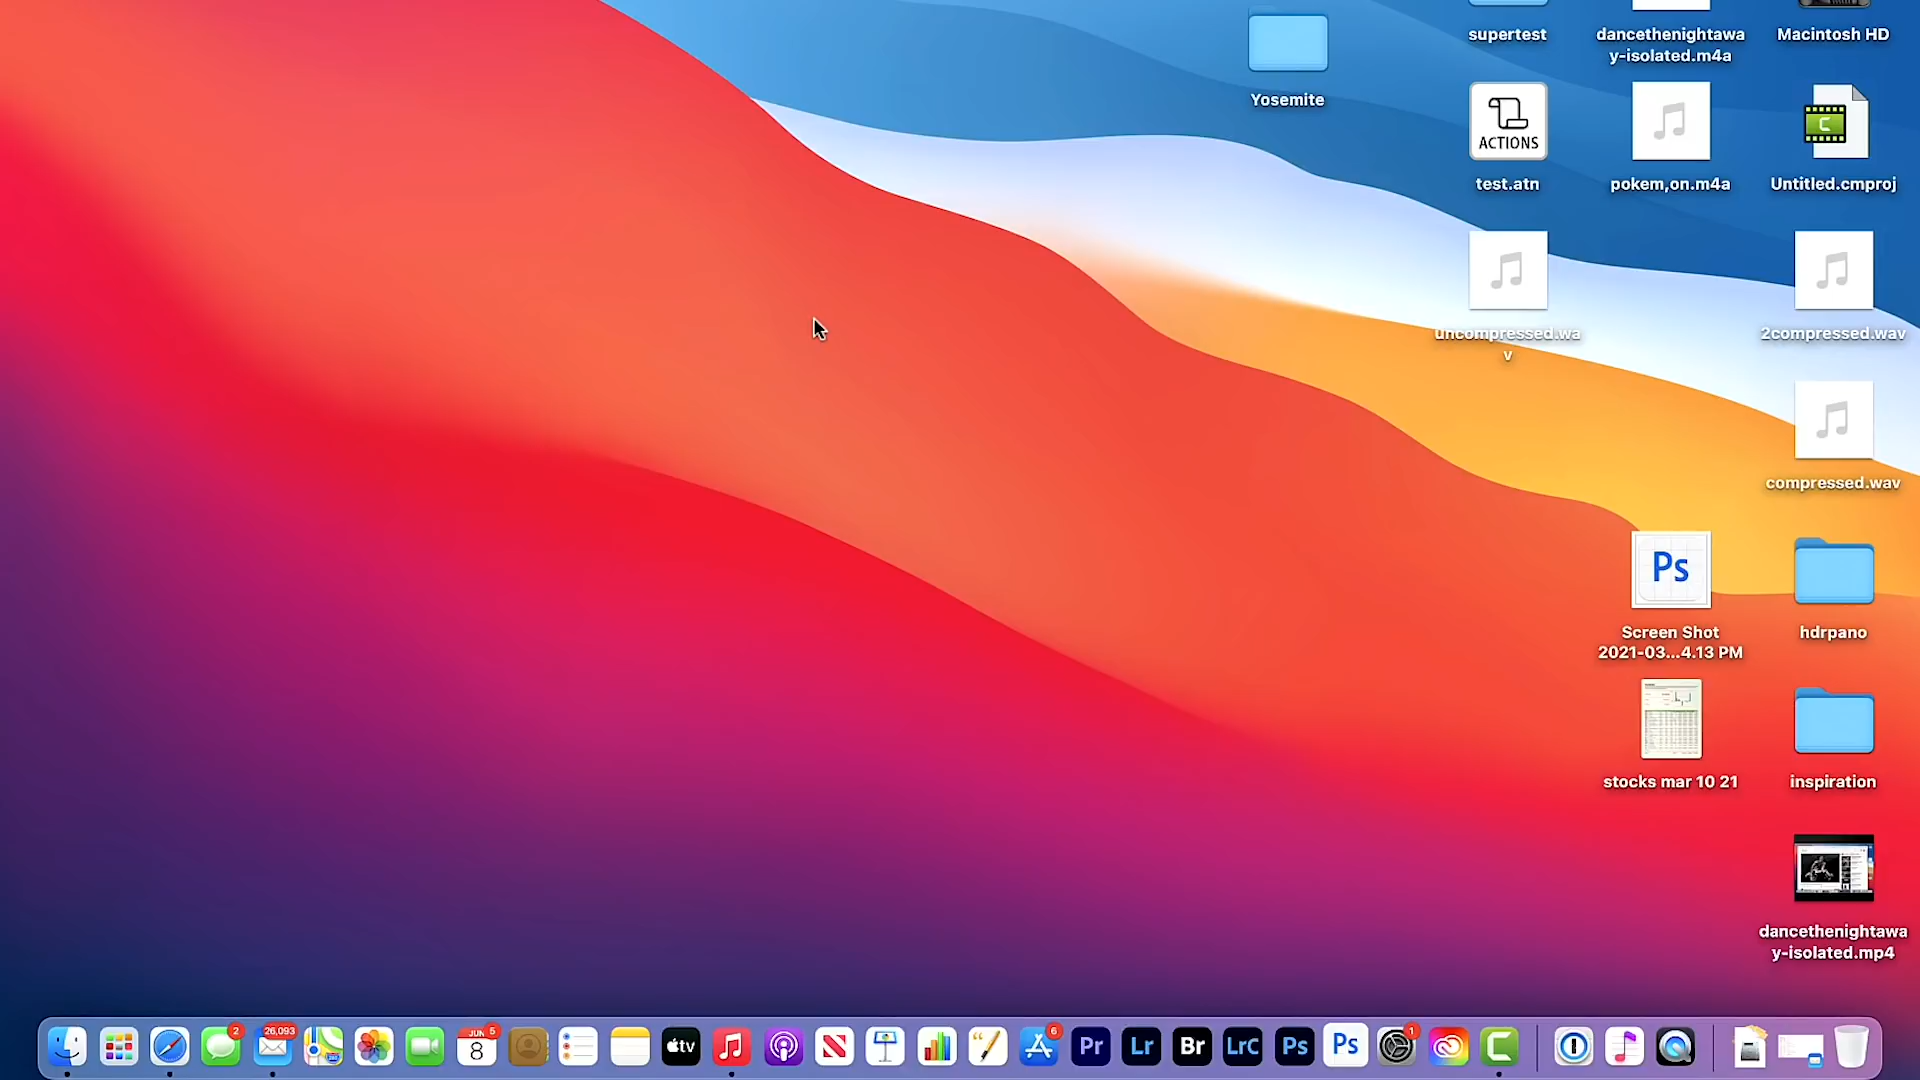 supertest
dancethenightawa
y-isolated.m4a
Macintosh HD
Yosemite
ACTIONS
C
test.atn
pokem,on.m4a
Untitled.cmproj
uncompressed.wa
v
2compressed.wav
compressed.wav
Ps
Screen Shot
2021-03...4.13 PM
hdrpano
stocks mar 10 21
inspiration
dancethenightawa
y-isolated.mp4
2
26,093
JUN
5
8
tv
6
Pr
Lr
Br
LrC
Ps
Ps
1
C